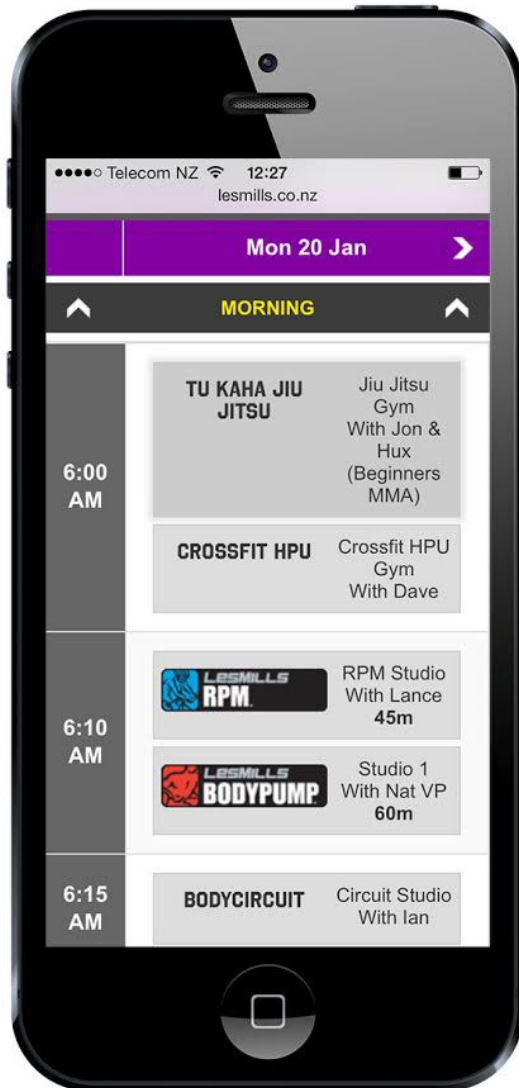 Telecom NZ 12:27
lesmills.co.nz
Mon 20 Jan
MORNING
6:00
AM
TU KAHA JIU
JITSU
Jiu Jitsu
Gym
With Jon &
Hux
(Beginners
MMA)
CROSSFIT HPU
Crossfit HPU
Gym
With Dave
6:10
AM
LESMILLS
RPM
RPM Studio
With Lance
45m
LESMILLS
BODYPUMP
Studio 1
With Nat VP
60m
6:15
AM
BODYCIRCUIT
Circuit Studio
With Ian